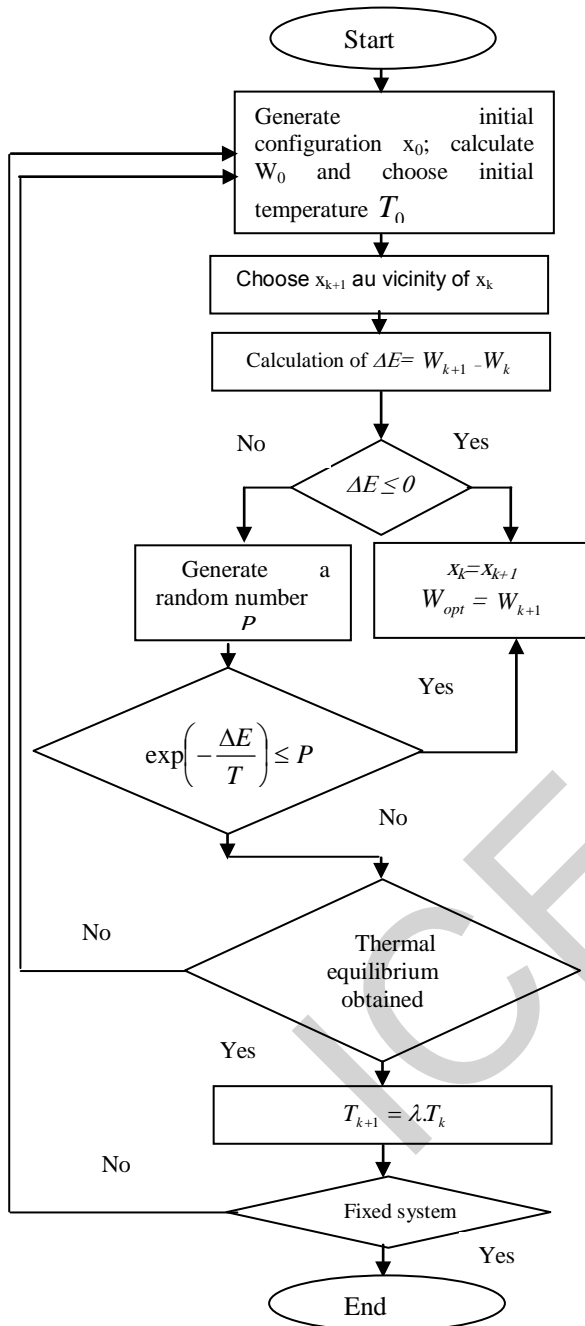 Start
Generate initial
configuration x₀; calculate
W₀ and choose initial
temperature T₀
Choose xₖ₊₁ au vicinity of xₖ
Calculation of ΔE= Wₖ₊₁ - Wₖ
No Yes
ΔE ≤ 0
Generate a
random number
P
xₖ=xₖ₊₁
Wₒₚₜ = Wₖ₊₁
Yes
exp(-ΔE/T) ≤ P
No
Thermal
equilibrium
obtained
No
Yes
Tₖ₊₁ = λ.Tₖ
No
Fixed system
Yes
End